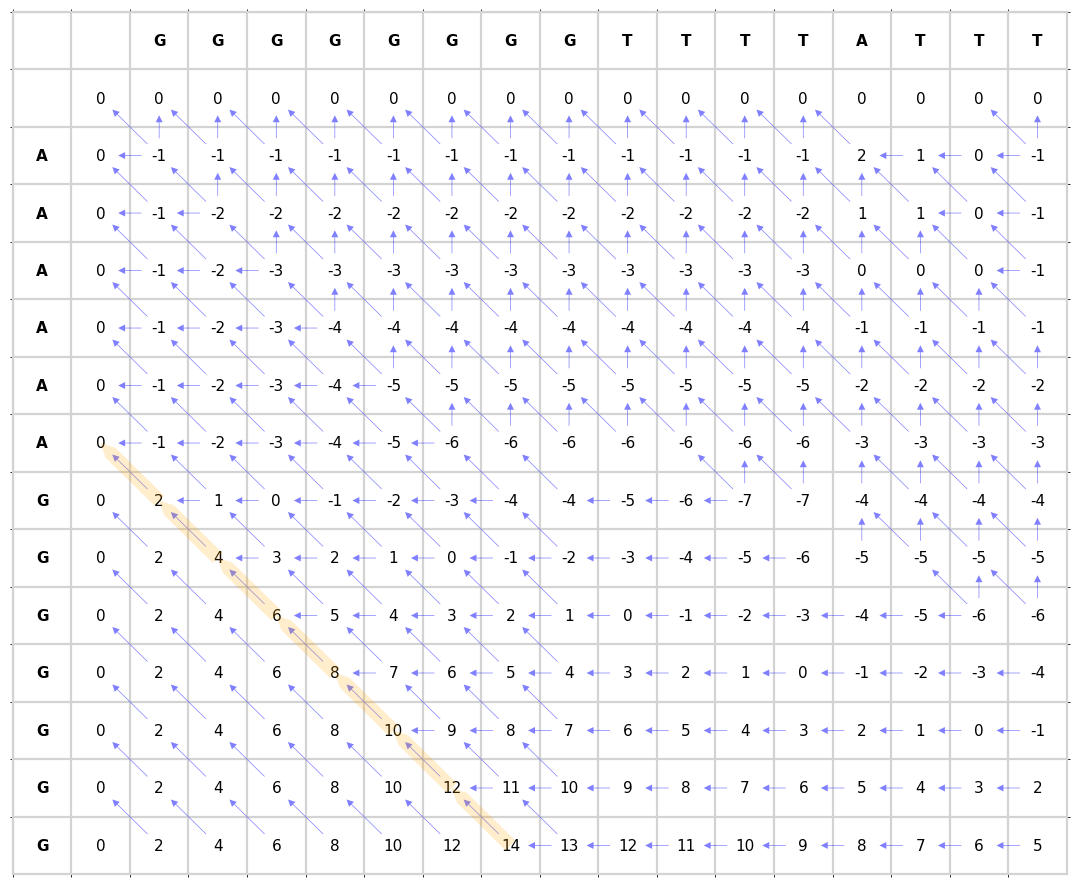 G G G G G G G G T T T T A T T T
0 0 0 0 0 0 0 0 0 0 0 0 0 0 0 0 0
A 0 -1 -1 -1 -1 -1 -1 -1 -1 -1 -1 -1 -1 2 1 0 -1
A 0 -1 -2 -2 -2 -2 -2 -2 -2 -2 -2 -2 -2 1 1 0 -1
A 0 -1 -2 -3 -3 -3 -3 -3 -3 -3 -3 -3 -3 0 0 0 -1
A 0 -1 -2 -3 -4 -4 -4 -4 -4 -4 -4 -4 -4 -1 -1 -1 -1
A 0 -1 -2 -3 -4 -5 -5 -5 -5 -5 -5 -5 -5 -2 -2 -2 -2
A 0 -1 -2 -3 -4 -5 -6 -6 -6 -6 -6 -6 -6 -3 -3 -3 -3
G 0 2 1 0 -1 -2 -3 -4 -4 -5 -6 -7 -7 -4 -4 -4 -4
G 0 2 4 3 2 1 0 -1 -2 -3 -4 -5 -6 -5 -5 -5 -5
G 0 2 4 6 5 4 3 2 1 0 -1 -2 -3 -4 -5 -6 -6
G 0 2 4 6 8 7 6 5 4 3 2 1 0 -1 -2 -3 -4
G 0 2 4 6 8 10 9 8 7 6 5 4 3 2 1 0 -1
G 0 2 4 6 8 10 12 11 10 9 8 7 6 5 4 3 2
G 0 2 4 6 8 10 12 14 13 12 11 10 9 8 7 6 5